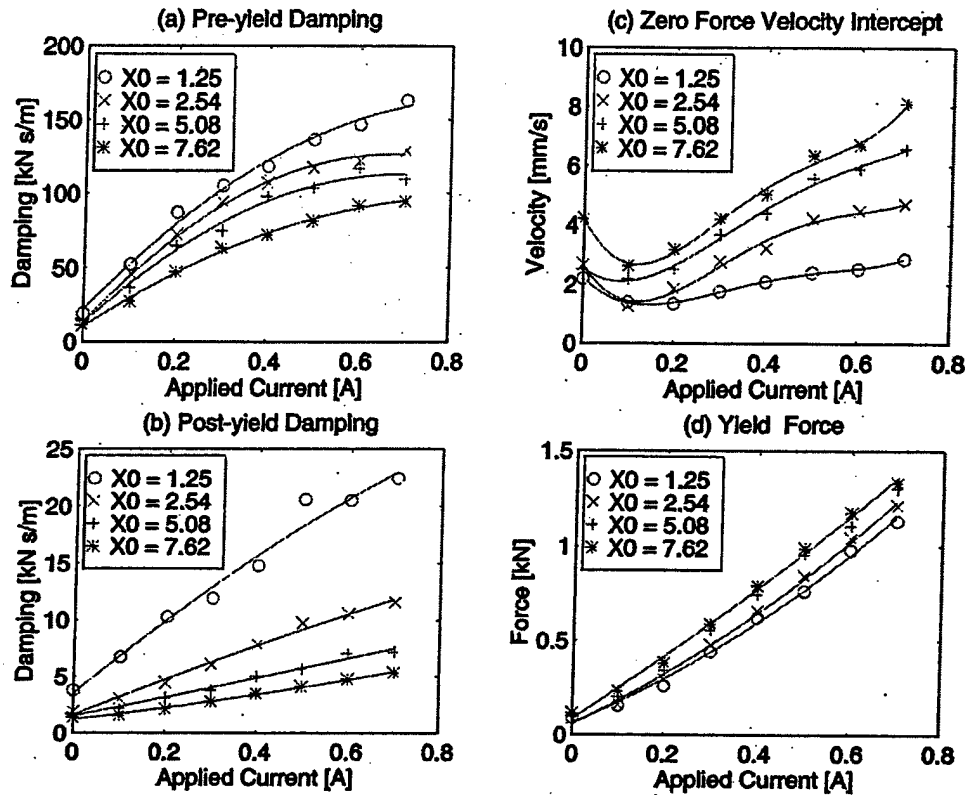 (a) Pre-yield Damping
200
150
100
50
0
Damping [kN s/m]
X0 = 1.25
X0 = 2.54
X0 = 5.08
X0 = 7.62
0 0.2 0.4 0.6 0.8
Applied Current [A]
(c) Zero Force Velocity Intercept
10
8
6
4
2
0
Velocity [mm/s]
X0 = 1.25
X0 = 2.54
X0 = 5.08
X0 = 7.62
0 0.2 0.4 0.6 0.8
Applied Current [A]
(b) Post-yield Damping
25
20
15
10
5
0
Damping [kN s/m]
X0 = 1.25
X0 = 2.54
X0 = 5.08
X0 = 7.62
0 0.2 0.4 0.6 0.8
Applied Current [A]
(d) Yield Force
1.5
1
0.5
0
Force [kN]
X0 = 1.25
X0 = 2.54
X0 = 5.08
X0 = 7.62
0 0.2 0.4 0.6 0.8
Applied Current [A]